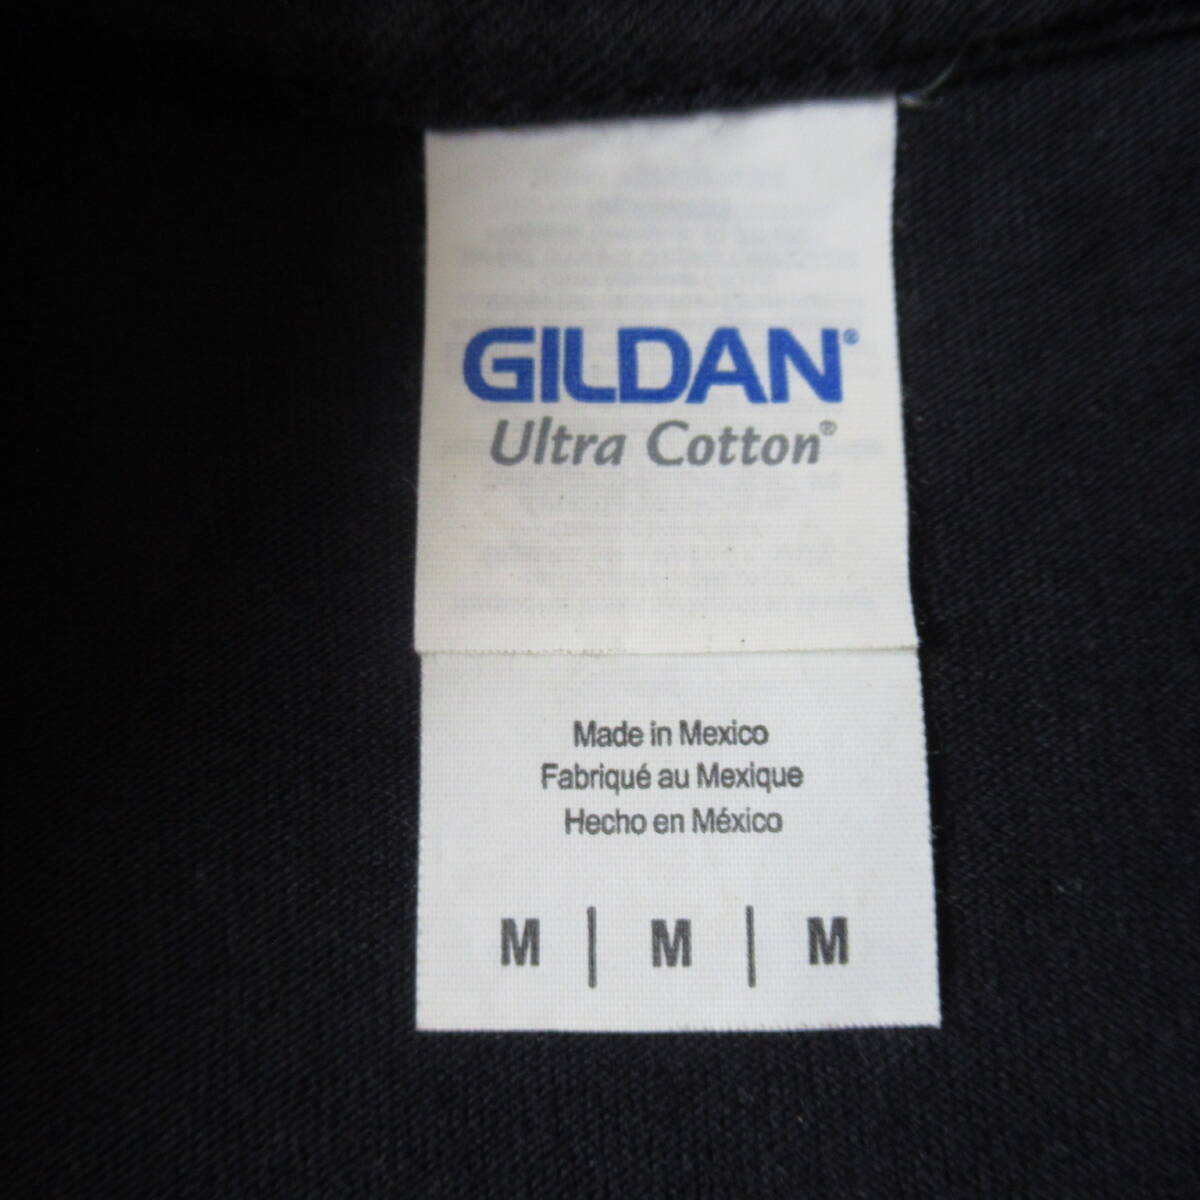 GILDAN®
Ultra Cotton®
Made in Mexico
Fabriqué au Mexique
Hecho en México
M | M | M